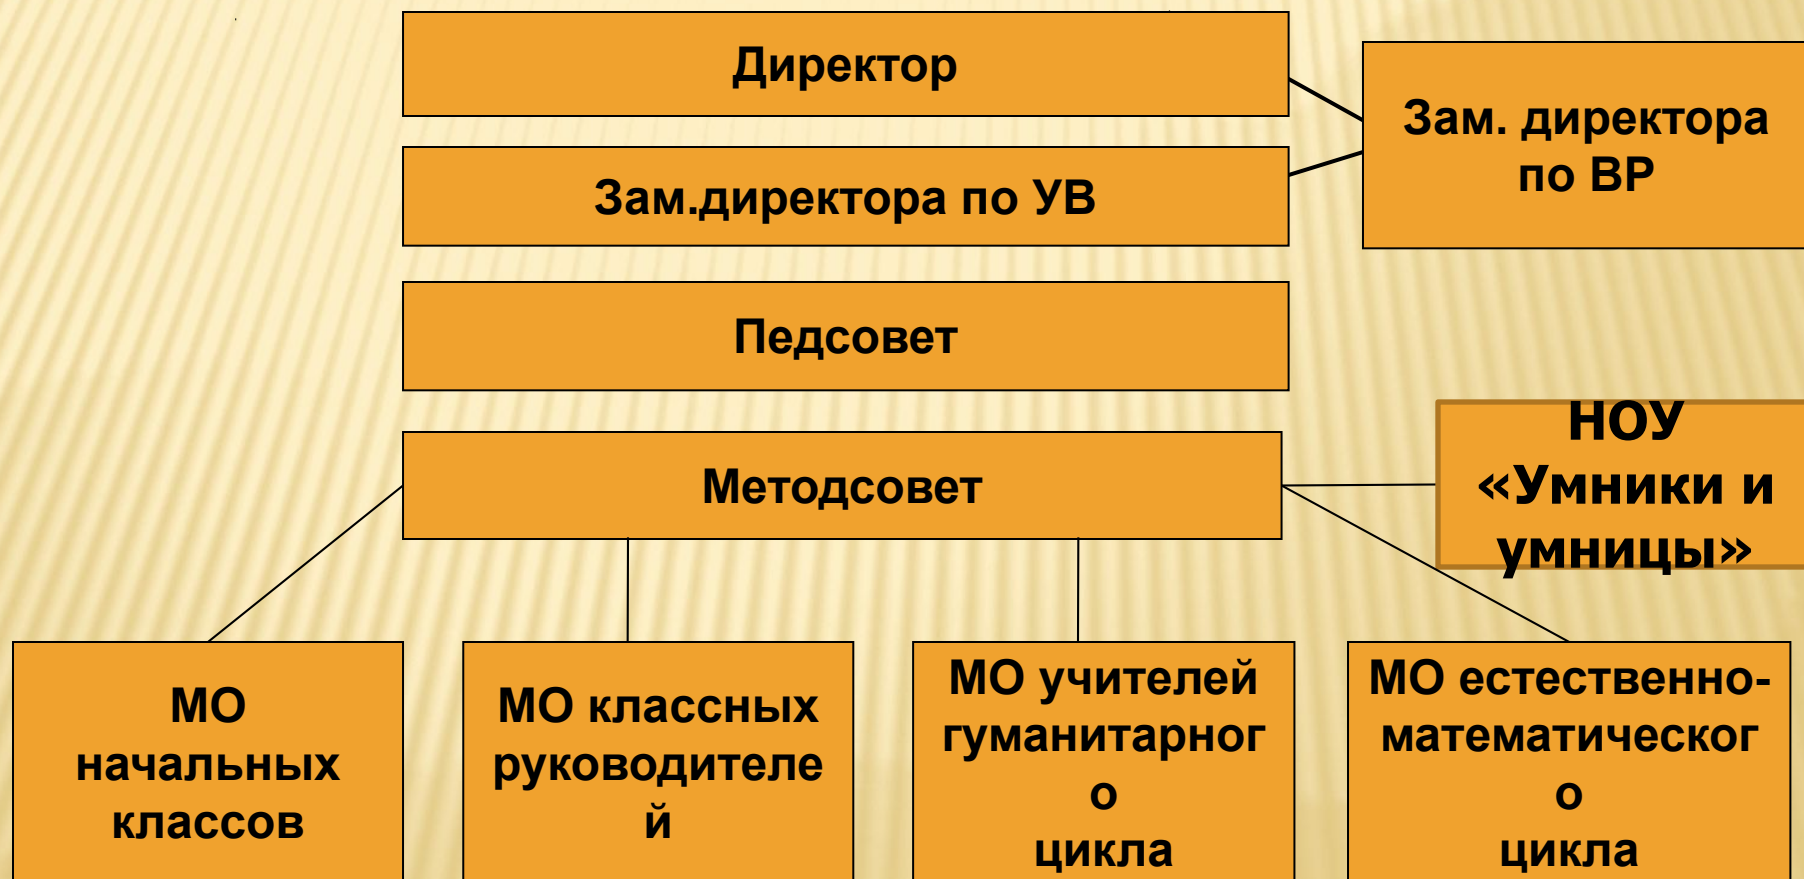 Директор
Зам. директора
по ВР
Зам.директора по УВ
Педсовет
НОУ
«Умники и
умницы»
Методсовет
МО
начальных
классов
МО классных
руководителе
й
МО учителей
гуманитарног
о
цикла
МО естественно-
математическог
о
цикла